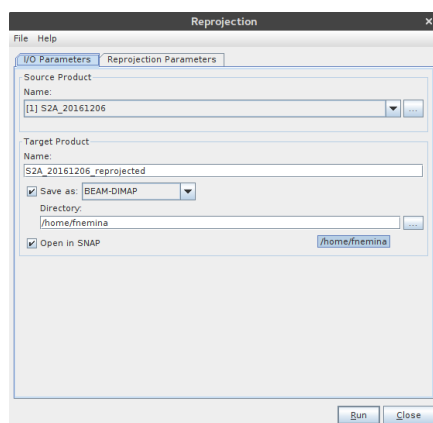 Reprojection ×
File Help
I/O Parameters Reprojection Parameters
Source Product
Name:
[1] S2A_20161206 ...
Target Product
Name:
S2A_20161206_reprojected
Save as: BEAM-DIMAP
Directory:
/home/fnemina ...
Open in SNAP /home/fnemina
Run Close